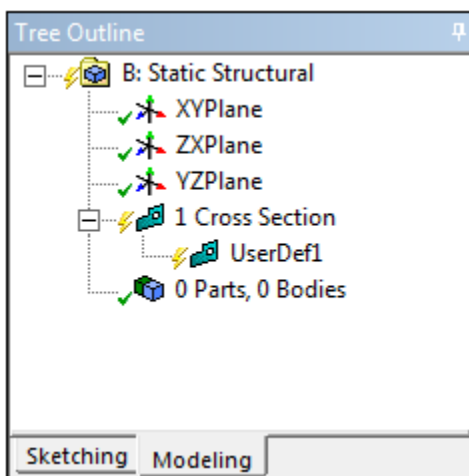 Tree Outline
B: Static Structural
XYPlane
ZXPlane
YZPlane
1 Cross Section
UserDef1
0 Parts, 0 Bodies
Sketching Modeling